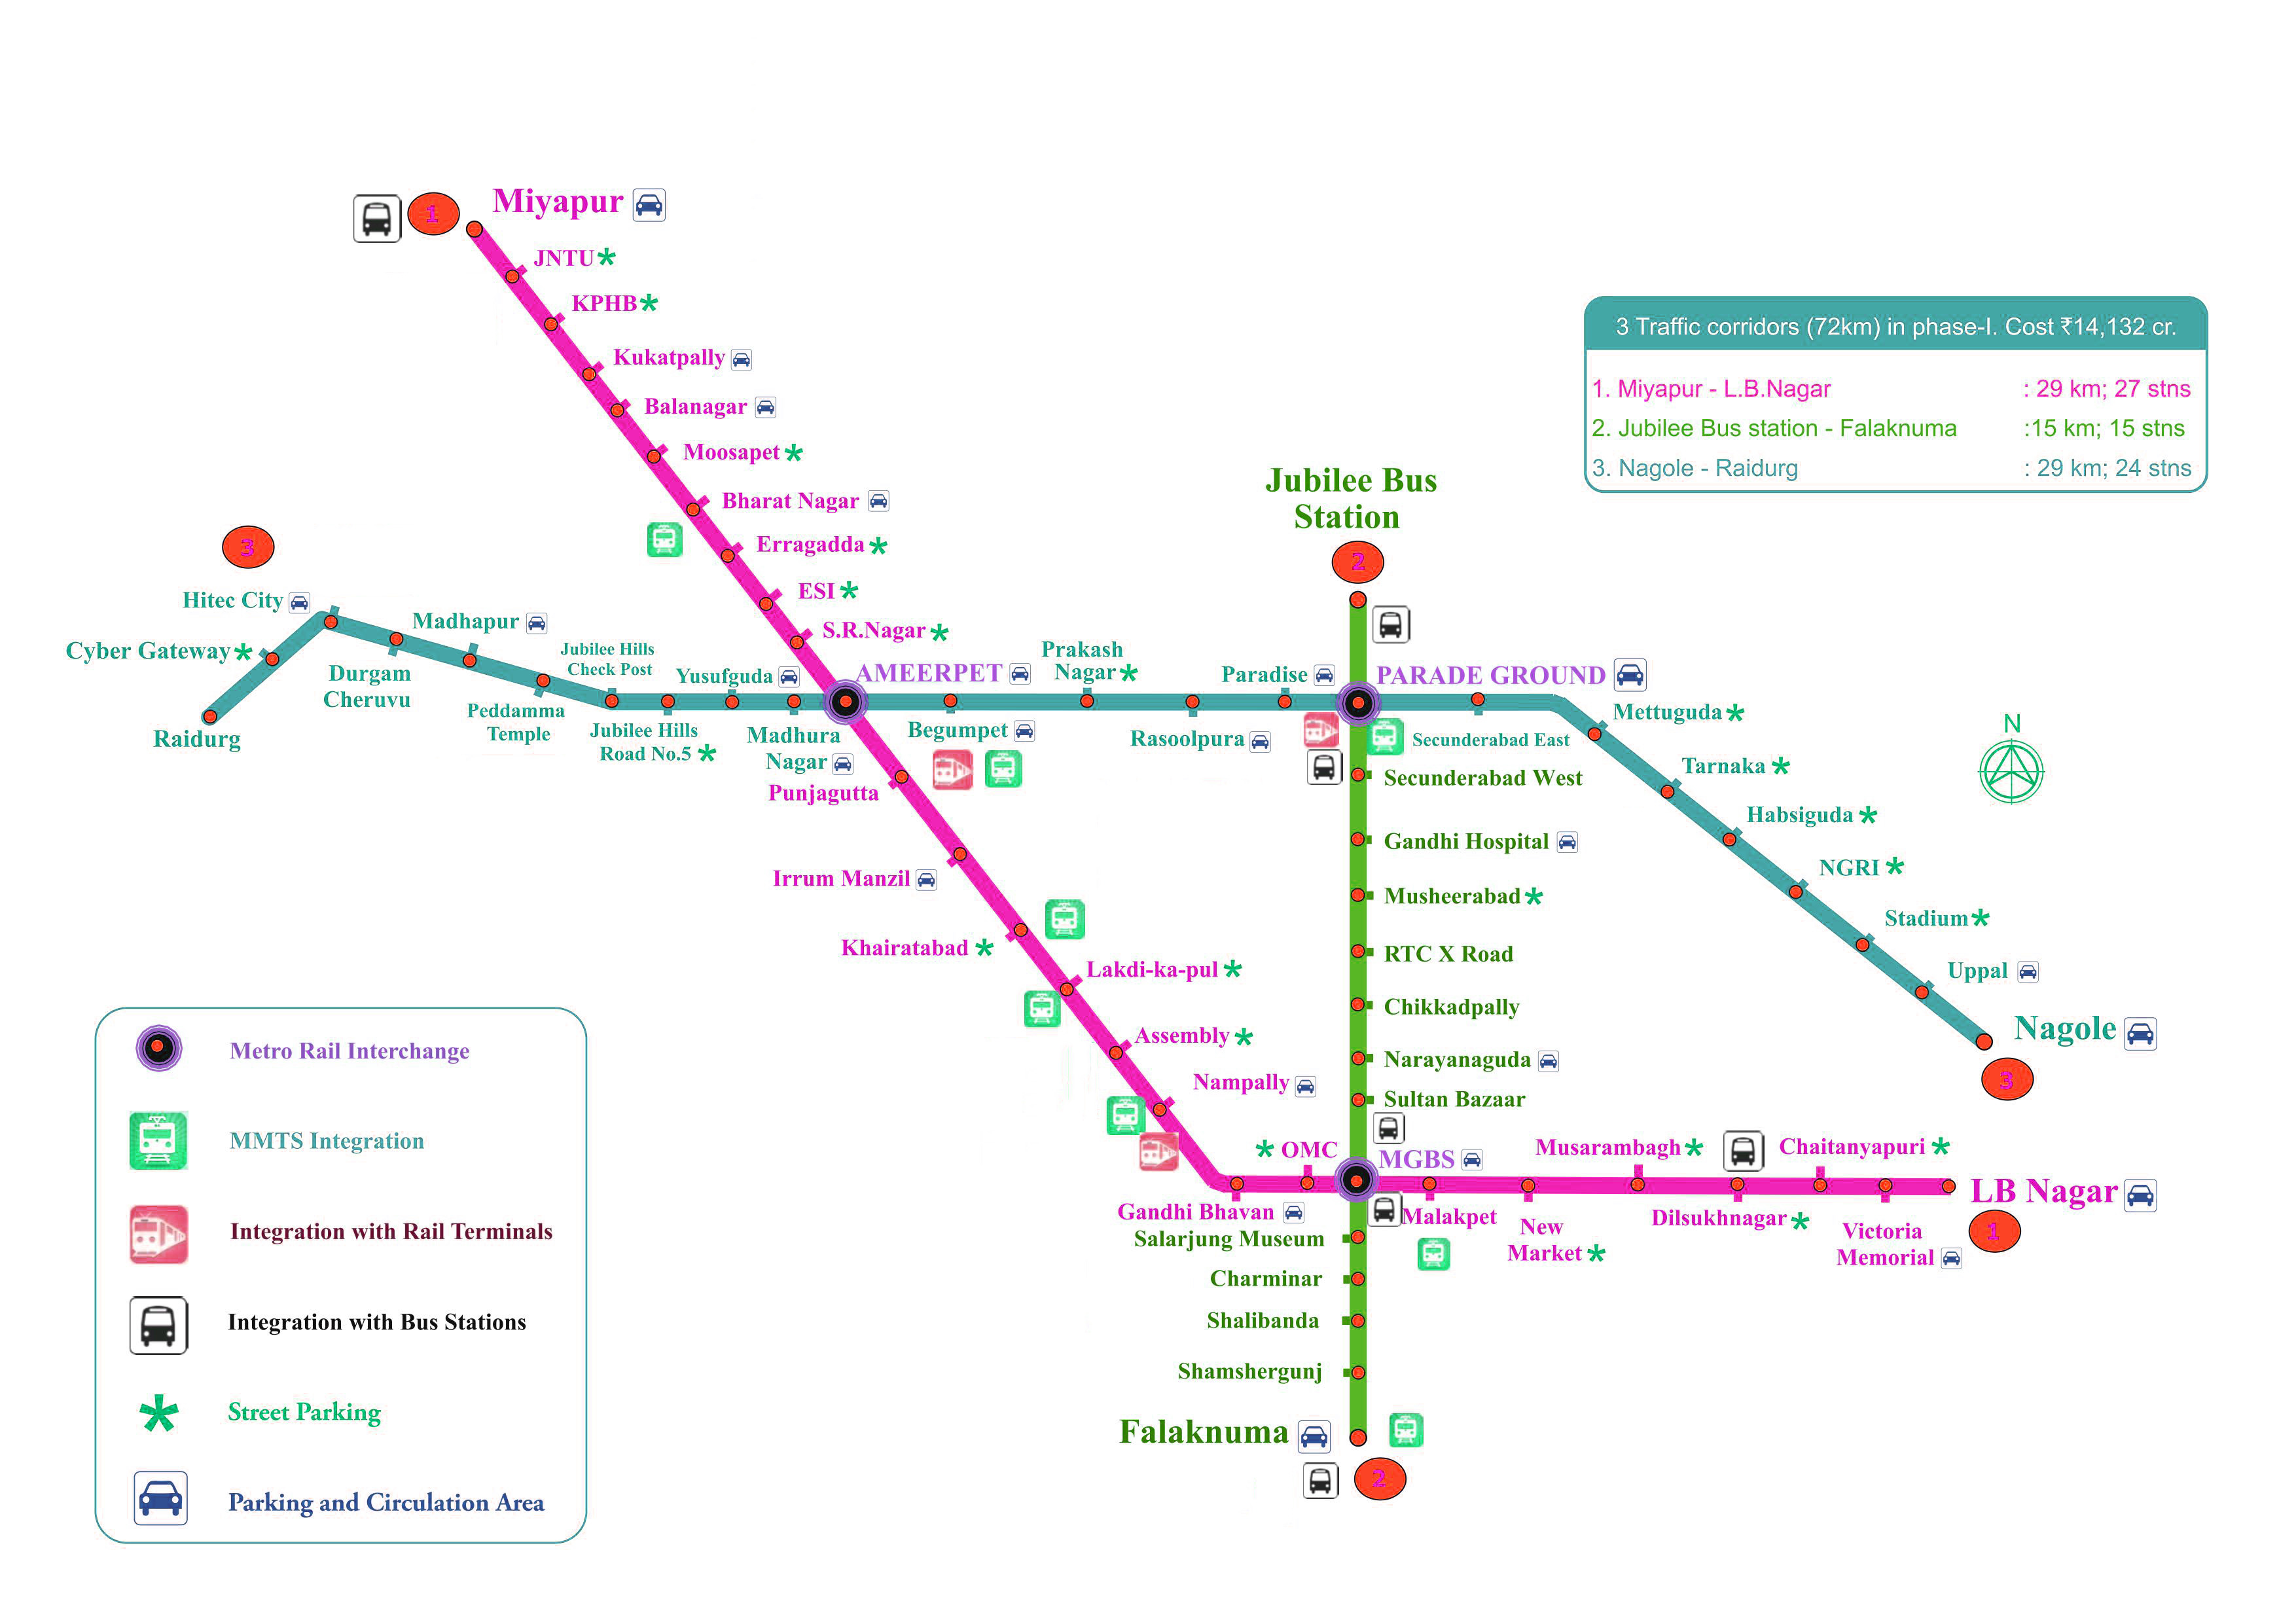 Miyapur
1
JNTU
KPHB
Kukatpally
Balanagar
Moosapet
Bharat Nagar
Erragadda
ESI
S.R.Nagar
3 Traffic corridors (72km) in phase-I. Cost ₹14,132 cr.
1. Miyapur - L.B.Nagar : 29 km; 27 stns
2. Jubilee Bus station - Falaknuma :15 km; 15 stns
3. Nagole - Raidurg : 29 km; 24 stns
Jubilee Bus
Station
2
3
Hitec City
Cyber Gateway
Raidurg
Durgam
Cheruvu
Madhapur
Peddamma
Temple
Jubilee Hills
Check Post
Jubilee Hills
Road No.5
Yusufguda
Madhura
Nagar
AMEERPET
Begumpet
Prakash
Nagar
Rasoolpura
Paradise
PARADE GROUND
Secunderabad East
Mettuguda
Tarnaka
Habsiguda
NGRI
Stadium
Uppal
Nagole
3
N
Punjagutta
Irrum Manzil
Khairatabad
Lakdi-ka-pul
Assembly
Nampally
Gandhi Bhavan
OMC
MGBS
Malakpet
New
Market
Musarambagh
Dilsukhnagar
Chaitanyapuri
Victoria
Memorial
LB Nagar
1
Secunderabad West
Gandhi Hospital
Musheerabad
RTC X Road
Chikkadpally
Narayanaguda
Sultan Bazaar
Salarjung Museum
Charminar
Shalibanda
Shamshergunj
Falaknuma
2
Metro Rail Interchange
MMTS Integration
Integration with Rail Terminals
Integration with Bus Stations
Street Parking
Parking and Circulation Area